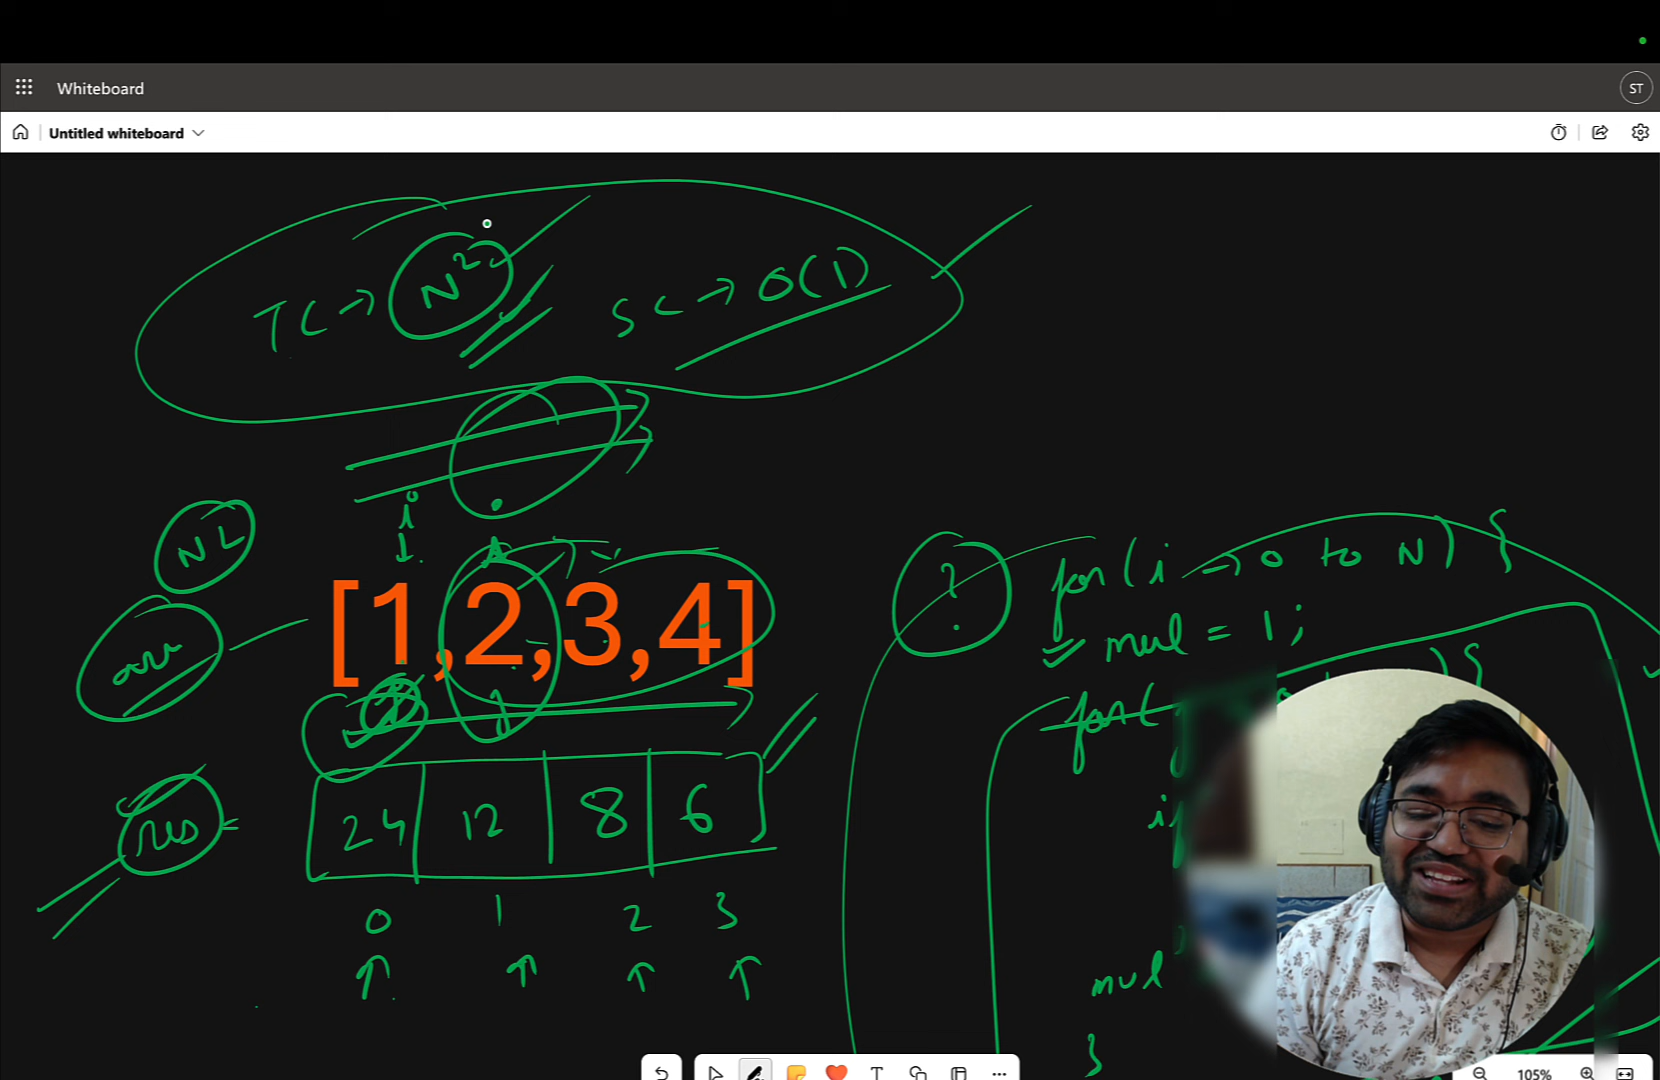 Whiteboard
ST
Untitled whiteboard
TC → N²
SC → O(1)
i
NL
arr
[1,2,3,4]
res =
24 12 8 6
0 1 2 3
?
for(i → 0 to N) {
mul = 1;
for( ){
mul
}
T
105%